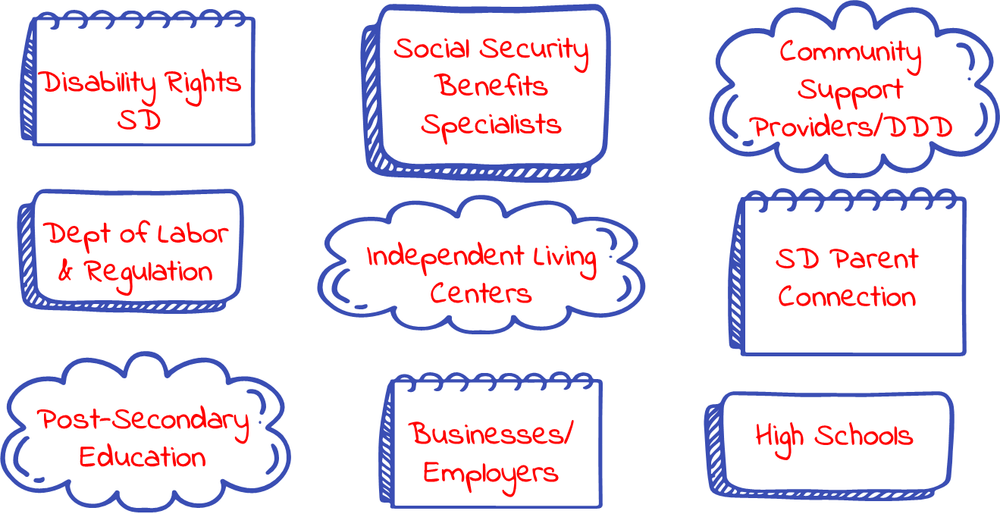 Disability Rights
SD
Social Security
Benefits
Specialists
Community
Support
Providers/DDD
Dept of Labor
& Regulation
Independent Living
Centers
SD Parent
Connection
Post-Secondary
Education
Businesses/
Employers
High Schools